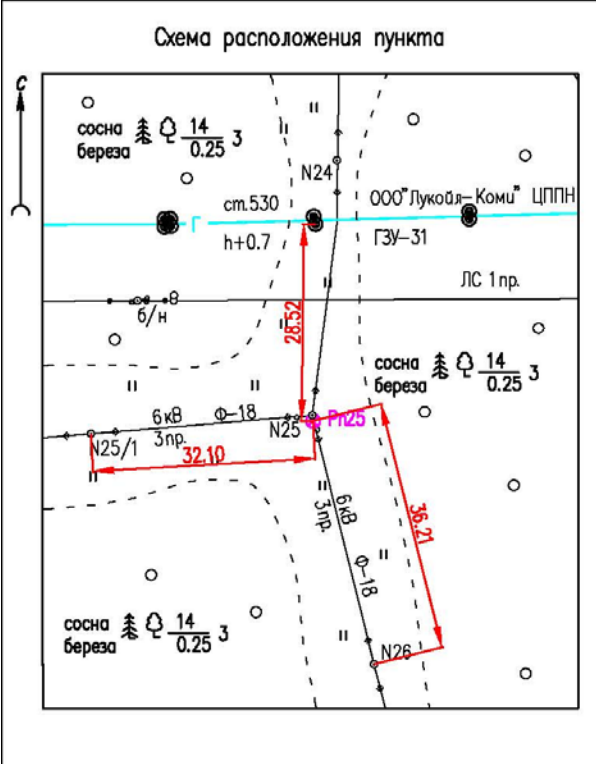 Схема расположения пункта
С
сосна 14 3
береза 0.25
N24
ст.530
ООО"Лукойл-Коми" ЦППН
Г
h+0.7
ГЗУ-31
ЛС 1пр.
б/н
28.52
сосна 14 3
береза 0.25
6кВ Ф-18
3пр.
N25
Рп25
N25/1
32.10
6кВ Ф-18
3пр.
36.21
сосна 14 3
береза 0.25
N26